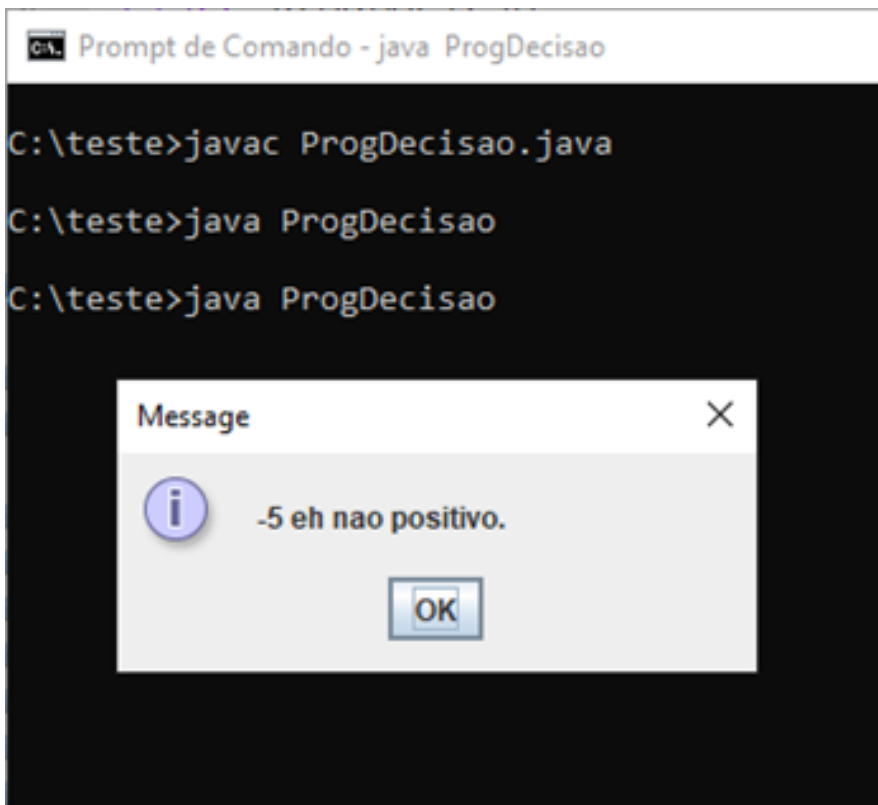 Prompt de Comando - java ProgDecisao
C:\teste>javac ProgDecisao.java
C:\teste>java ProgDecisao
C:\teste>java ProgDecisao
Message
-5 eh nao positivo.
OK